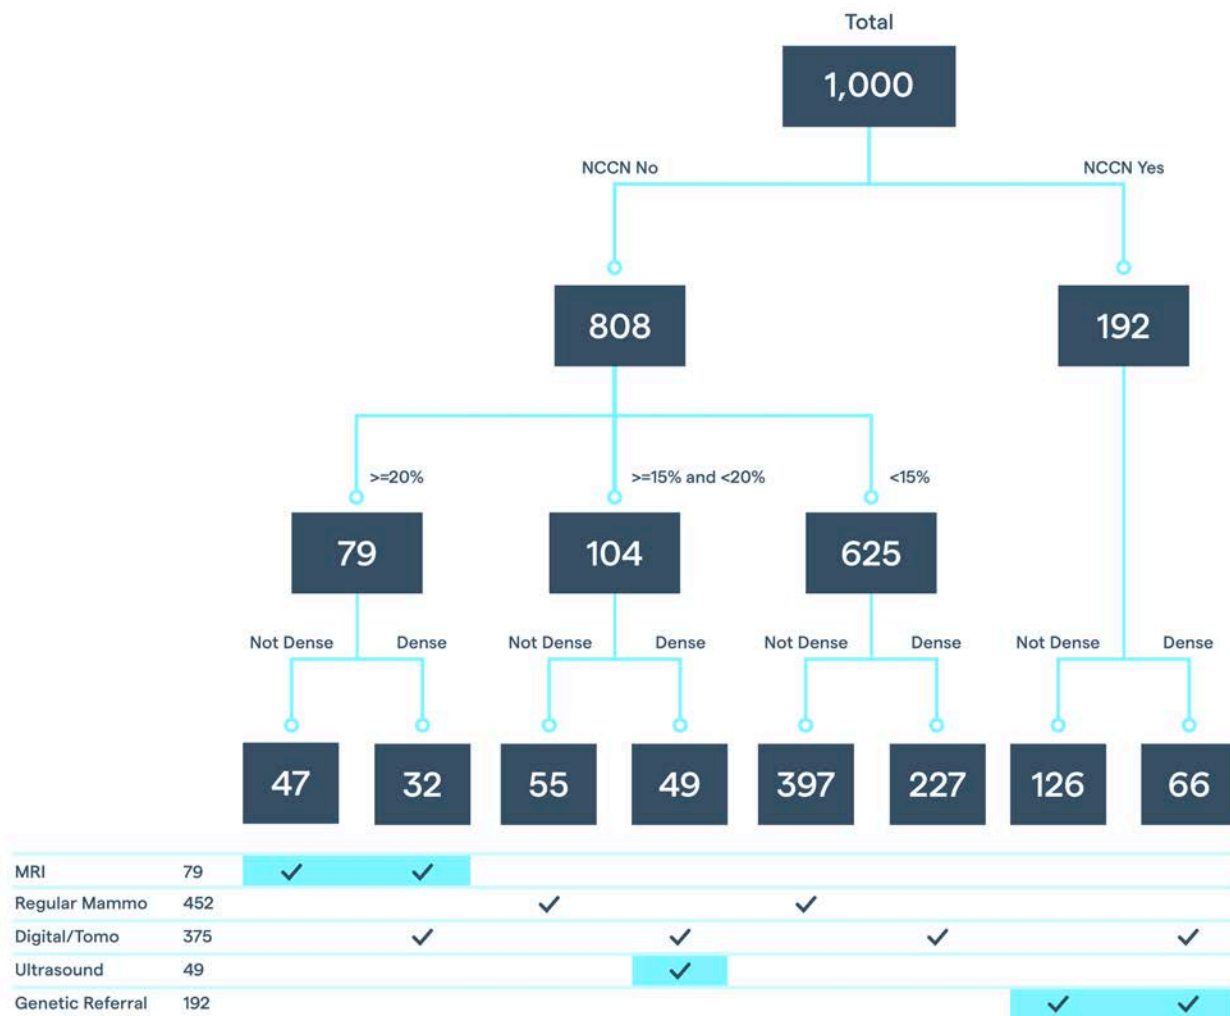 Total
1,000
NCCN No
NCCN Yes
808
192
>=20%
>=15% and <20%
<15%
79
104
625
Not Dense
Dense
Not Dense
Dense
Not Dense
Dense
Not Dense
Dense
47
32
55
49
397
227
126
66
MRI 79 ✓ ✓
Regular Mammo 452 ✓ ✓
Digital/Tomo 375 ✓ ✓ ✓ ✓
Ultrasound 49 ✓
Genetic Referral 192 ✓ ✓